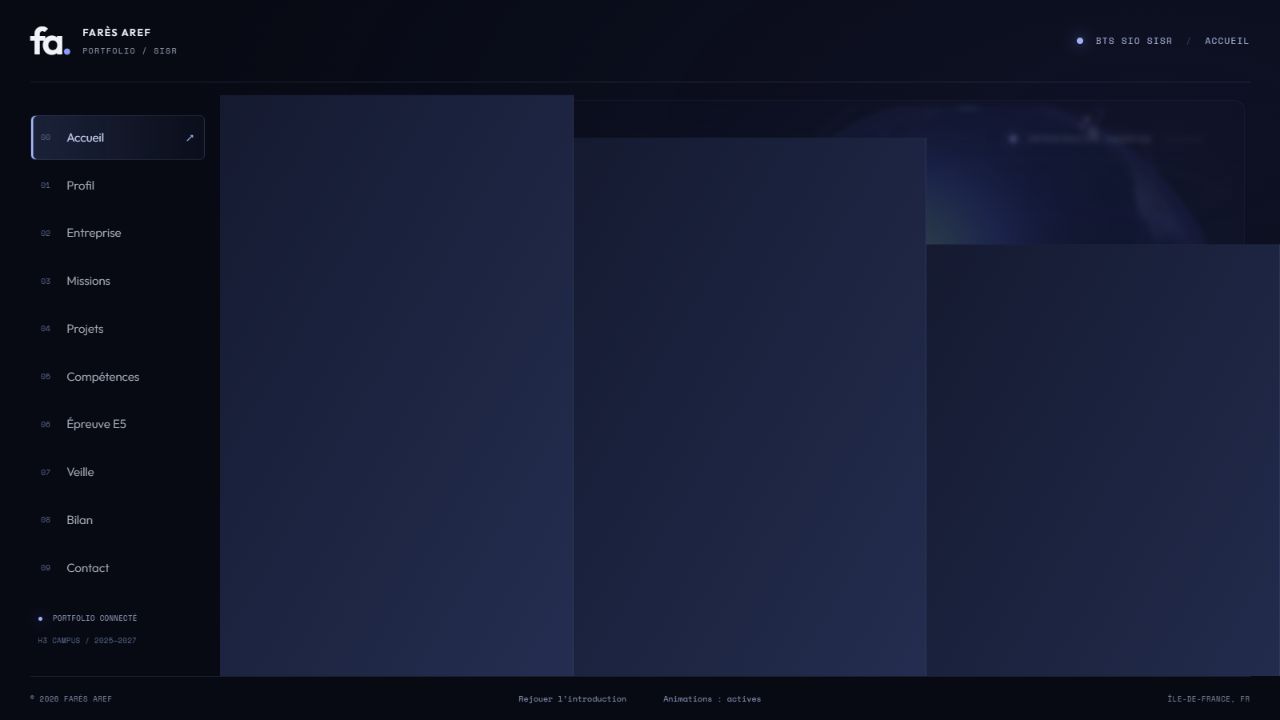 fa.
FARÈS AREF
PORTFOLIO / SISR
BTS SIO SISR / ACCUEIL
00 Accueil ↗
01 Profil
02 Entreprise
03 Missions
04 Projets
05 Compétences
06 Épreuve E5
07 Veille
08 Bilan
09 Contact
PORTFOLIO CONNECTÉ
H3 CAMPUS / 2025—2027
© 2026 FARÈS AREF
Rejouer l'introduction
Animations : actives
ÎLE-DE-FRANCE, FR